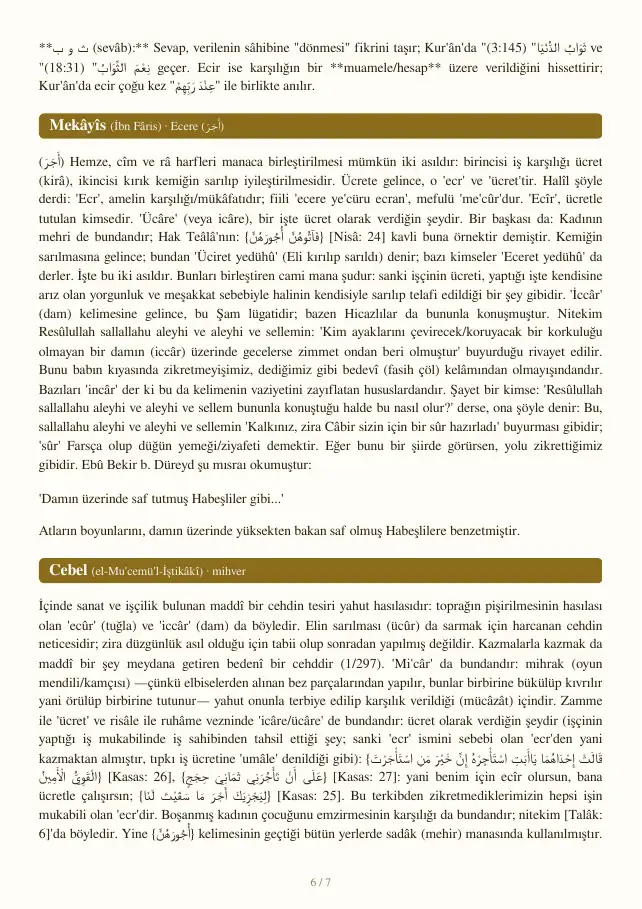 **ث و ب (sevâb):** Sevap, verilenin sâhibine "dönmesi" fikrini taşır; Kur'ân'da "(3:145) "ثَوَابُ الدُّنْيَا ve
"(18:31) "نِعْمَ الثَّوَابُ geçer. Ecir ise karşılığın bir **muamele/hesap** üzere verildiğini hissettirir;
Kur'ân'da ecir çoğu kez "عِنْدَ رَبِّهِمْ" ile birlikte anılır.
Mekâyîs (İbn Fâris) · Ecere (أَجَرَ)
(أَجَرَ) Hemze, cîm ve râ harfleri manaca birleştirilmesi mümkün iki asıldır: birincisi iş karşılığı ücret
(kirâ), ikincisi kırık kemiğin sarılıp iyileştirilmesidir. Ücrete gelince, o 'ecr' ve 'ücret'tir. Halîl şöyle
derdi: 'Ecr', amelin karşılığı/mükâfatıdır; fiili 'ecere ye'cüru ecran', mefulü 'me'cûr'dur. 'Ecîr', ücretle
tutulan kimsedir. 'Ücâre' (veya icâre), bir işte ücret olarak verdiğin şeydir. Bir başkası da: Kadının
mehri de bundandır; Hak Teâlâ'nın: {فَآتُوهُنَّ أُجُورَهُنَّ} [Nisâ: 24] kavli buna örnektir demiştir. Kemiğin
sarılmasına gelince; bundan 'Üciret yedühû' (Eli kırılıp sarıldı) denir; bazı kimseler 'Eceret yedühû' da
derler. İşte bu iki asıldır. Bunları birleştiren cami mana şudur: sanki işçinin ücreti, yaptığı işte kendisine
arız olan yorgunluk ve meşakkat sebebiyle halinin kendisiyle sarılıp telafi edildiği bir şey gibidir. 'İccâr'
(dam) kelimesine gelince, bu Şam lügatidir; bazen Hicazlılar da bununla konuşmuştur. Nitekim
Resûlullah sallallahu aleyhi ve aleyhi ve sellemin: 'Kim ayaklarını çevirecek/koruyacak bir korkuluğu
olmayan bir damın (iccâr) üzerinde gecelerse zimmet ondan beri olmuştur' buyurduğu rivayet edilir.
Bunu babın kıyasında zikretmeyişimiz, dediğimiz gibi bedevî (fasih çöl) kelâmından olmayışındandır.
Bazıları 'incâr' der ki bu da kelimenin vaziyetini zayıflatan hususlardandır. Şayet bir kimse: 'Resûlullah
sallallahu aleyhi ve aleyhi ve sellem bununla konuştuğu halde bu nasıl olur?' derse, ona şöyle denir: Bu,
sallallahu aleyhi ve aleyhi ve sellemin 'Kalkınız, zira Câbir sizin için bir sûr hazırladı' buyurması gibidir;
'sûr' Farsça olup düğün yemeği/ziyafeti demektir. Eğer bunu bir şiirde görürsen, yolu zikrettiğimiz
gibidir. Ebû Bekir b. Düreyd şu mısraı okumuştur:
'Damın üzerinde saf tutmuş Habeşliler gibi...'
Atların boyunlarını, damın üzerinde yüksekten bakan saf olmuş Habeşlilere benzetmiştir.
Cebel (el-Mu'cemü'l-İştikâkî) · mihver
İçinde sanat ve işçilik bulunan maddî bir cehdin tesiri yahut hasılasıdır: toprağın pişirilmesinin hasılası
olan 'ecûr' (tuğla) ve 'iccâr' (dam) da böyledir. Elin sarılması (ücûr) da sarmak için harcanan cehdin
neticesidir; zira düzgünlük asıl olduğu için tabii olup sonradan yapılmış değildir. Kazmalarla kazmak da
maddî bir şey meydana getiren bedenî bir cehddir (1/297). 'Mi'câr' da bundandır: mihrak (oyun
mendili/kamçısı) —çünkü elbiselerden alınan bez parçalarından yapılır, bunlar birbirine bükülüp kıvrılır
yani örülüp birbirine tutunur— yahut onunla terbiye edilip karşılık verildiği (mücâzât) içindir. Zamme
ile 'ücret' ve risâle ile ruhâme vezninde 'icâre/ücâre' de bundandır: ücret olarak verdiğin şeydir (işçinin
yaptığı iş mukabilinde iş sahibinden tahsil ettiği şey; sanki 'ecr' ismini sebebi olan 'ecr'den yani
kazmaktan almıştır, tıpkı iş ücretine 'umâle' denildiği gibi): {قَالَتْ إِحْدَاهُمَا يَاأَبَتِ اسْتَأْجِرْهُ إِنَّ خَيْرَ مَنِ اسْتَأْجَرْتَ
الْقَوِيُّ الْأَمِينُ} [Kasas: 26], {عَلَى أَنْ تَأْجُرَنِي ثَمَانِيَ حِجَجٍ} [Kasas: 27]: yani benim için ecîr olursun, bana
ücretle çalışırsın; {لِيَجْزِيَكَ أَجْرَ مَا سَقَيْتَ لَنَا} [Kasas: 25]. Bu terkibden zikretmediklerimizin hepsi işin
mukabili olan 'ecr'dir. Boşanmış kadının çocuğunu emzirmesinin karşılığı da bundandır; nitekim [Talâk:
6]'da böyledir. Yine {أُجُورَهُنَّ} kelimesinin geçtiği bütün yerlerde sadâk (mehir) manasında kullanılmıştır.
6 / 7